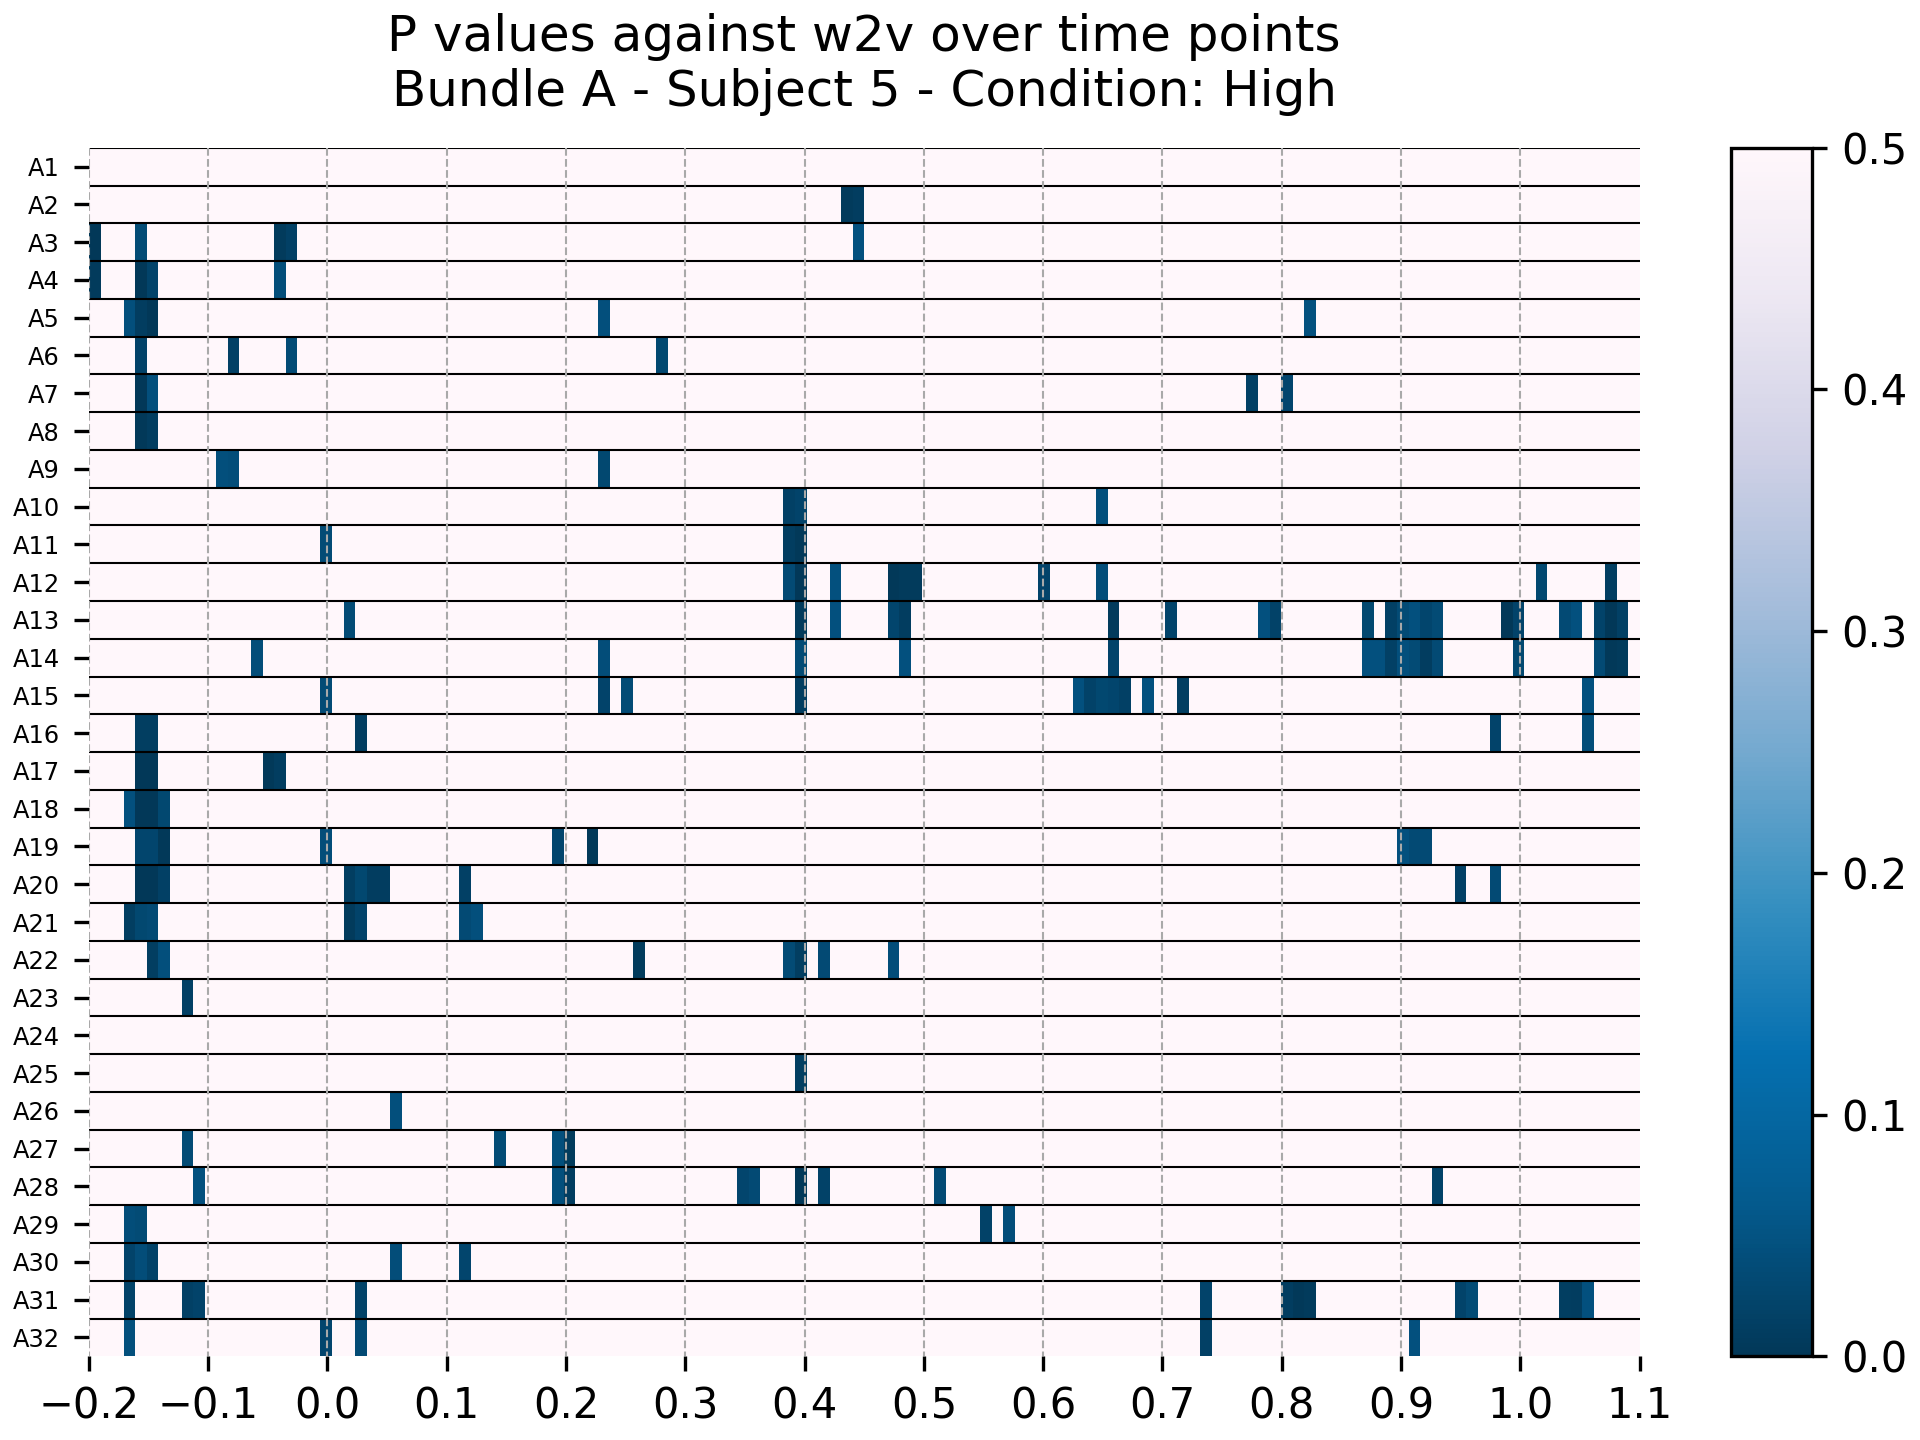 P values against w2v over time points
Bundle A - Subject 5 - Condition: High
A1
A2
A3
A4
A5
A6
A7
A8
A9
A10
A11
A12
A13
A14
A15
A16
A17
A18
A19
A20
A21
A22
A23
A24
A25
A26
A27
A28
A29
A30
A31
A32
−0.2 −0.1 0.0 0.1 0.2 0.3 0.4 0.5 0.6 0.7 0.8 0.9 1.0 1.1
0.5
0.4
0.3
0.2
0.1
0.0